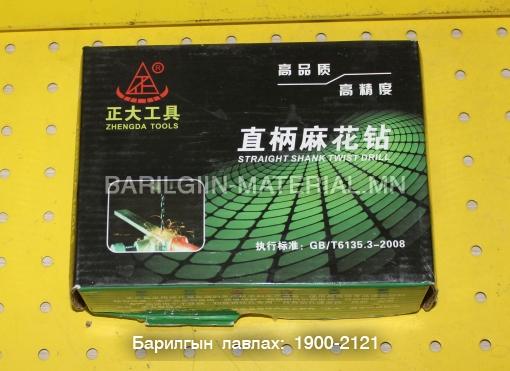 ®
正大工具
ZHENGDA TOOLS
高品质
高精度
直柄麻花钻
STRAIGHT SHANK TWIST DRILL
BARILGIIN-MATERIAL.MN
执行标准：GB/T6135.3-2008
Барилгын лавлах: 1900-2121